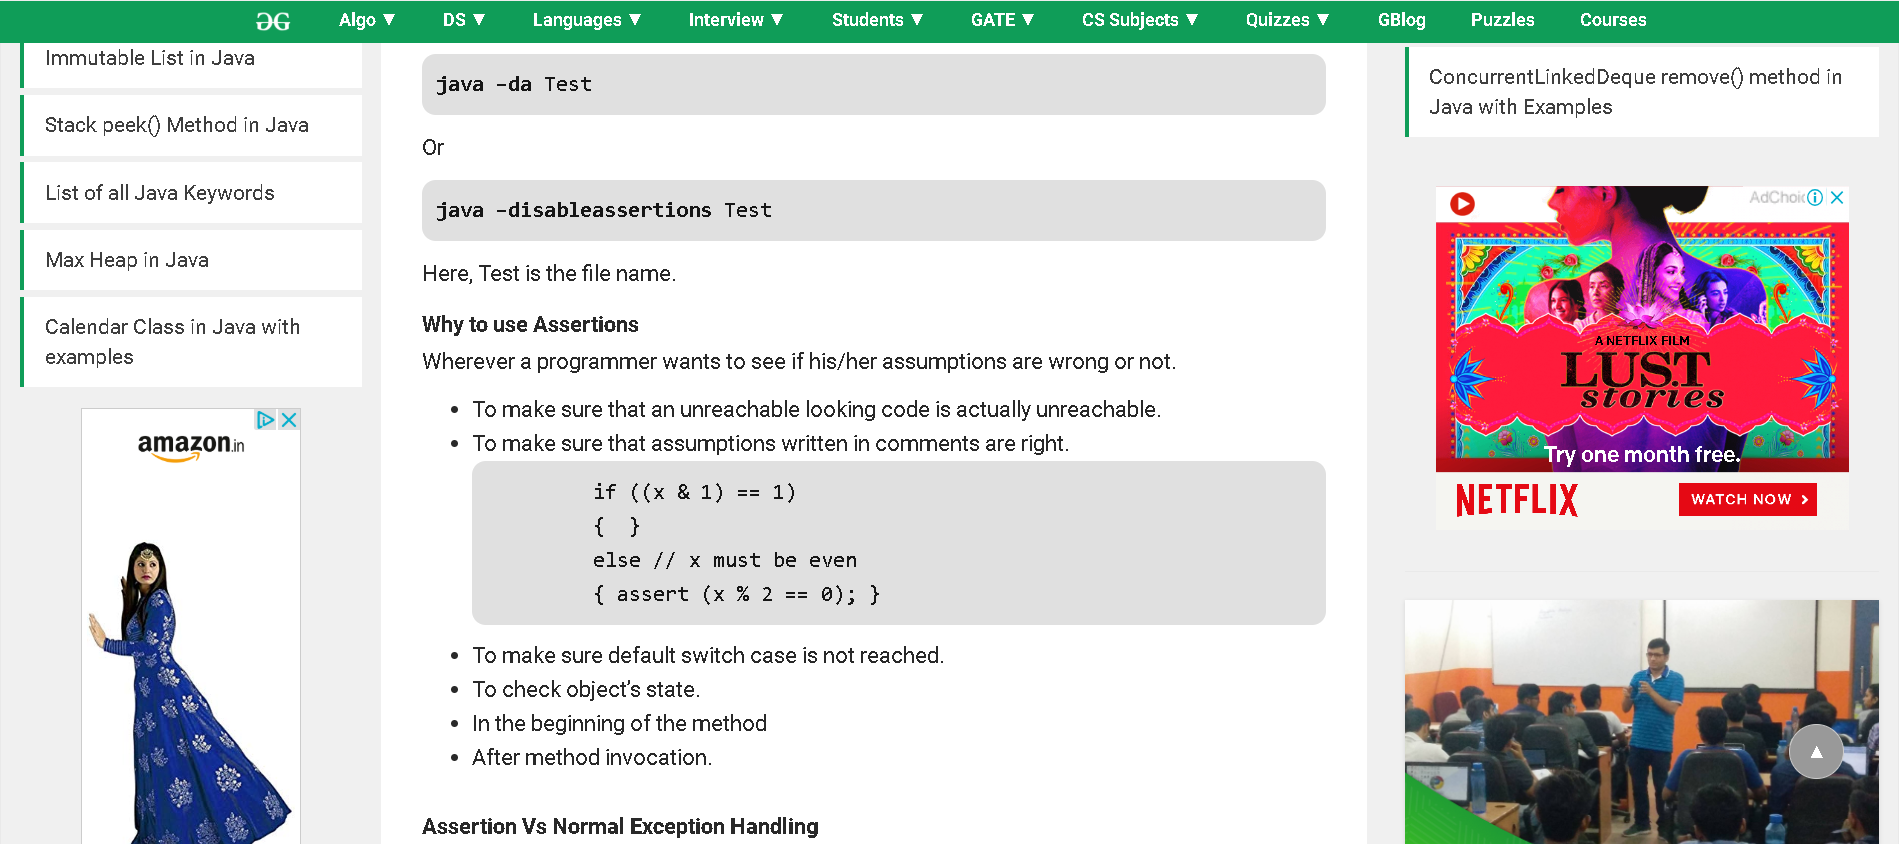 GG
Algo ▼ DS ▼ Languages ▼ Interview ▼ Students ▼ GATE ▼ CS Subjects ▼ Quizzes ▼ GBlog Puzzles Courses
Immutable List in Java
Stack peek() Method in Java
List of all Java Keywords
Max Heap in Java
Calendar Class in Java with
examples
amazon.in
java -da Test
Or
java -disableassertions Test
Here, Test is the file name.
Why to use Assertions
Wherever a programmer wants to see if his/her assumptions are wrong or not.
• To make sure that an unreachable looking code is actually unreachable.
• To make sure that assumptions written in comments are right.
if ((x & 1) == 1)
{ }
else // x must be even
{ assert (x % 2 == 0); }
• To make sure default switch case is not reached.
• To check object’s state.
• In the beginning of the method
• After method invocation.
Assertion Vs Normal Exception Handling
ConcurrentLinkedDeque remove() method in
Java with Examples
AdChoic
A NETFLIX FILM
LUST
stories
Try one month free.
NETFLIX
WATCH NOW >